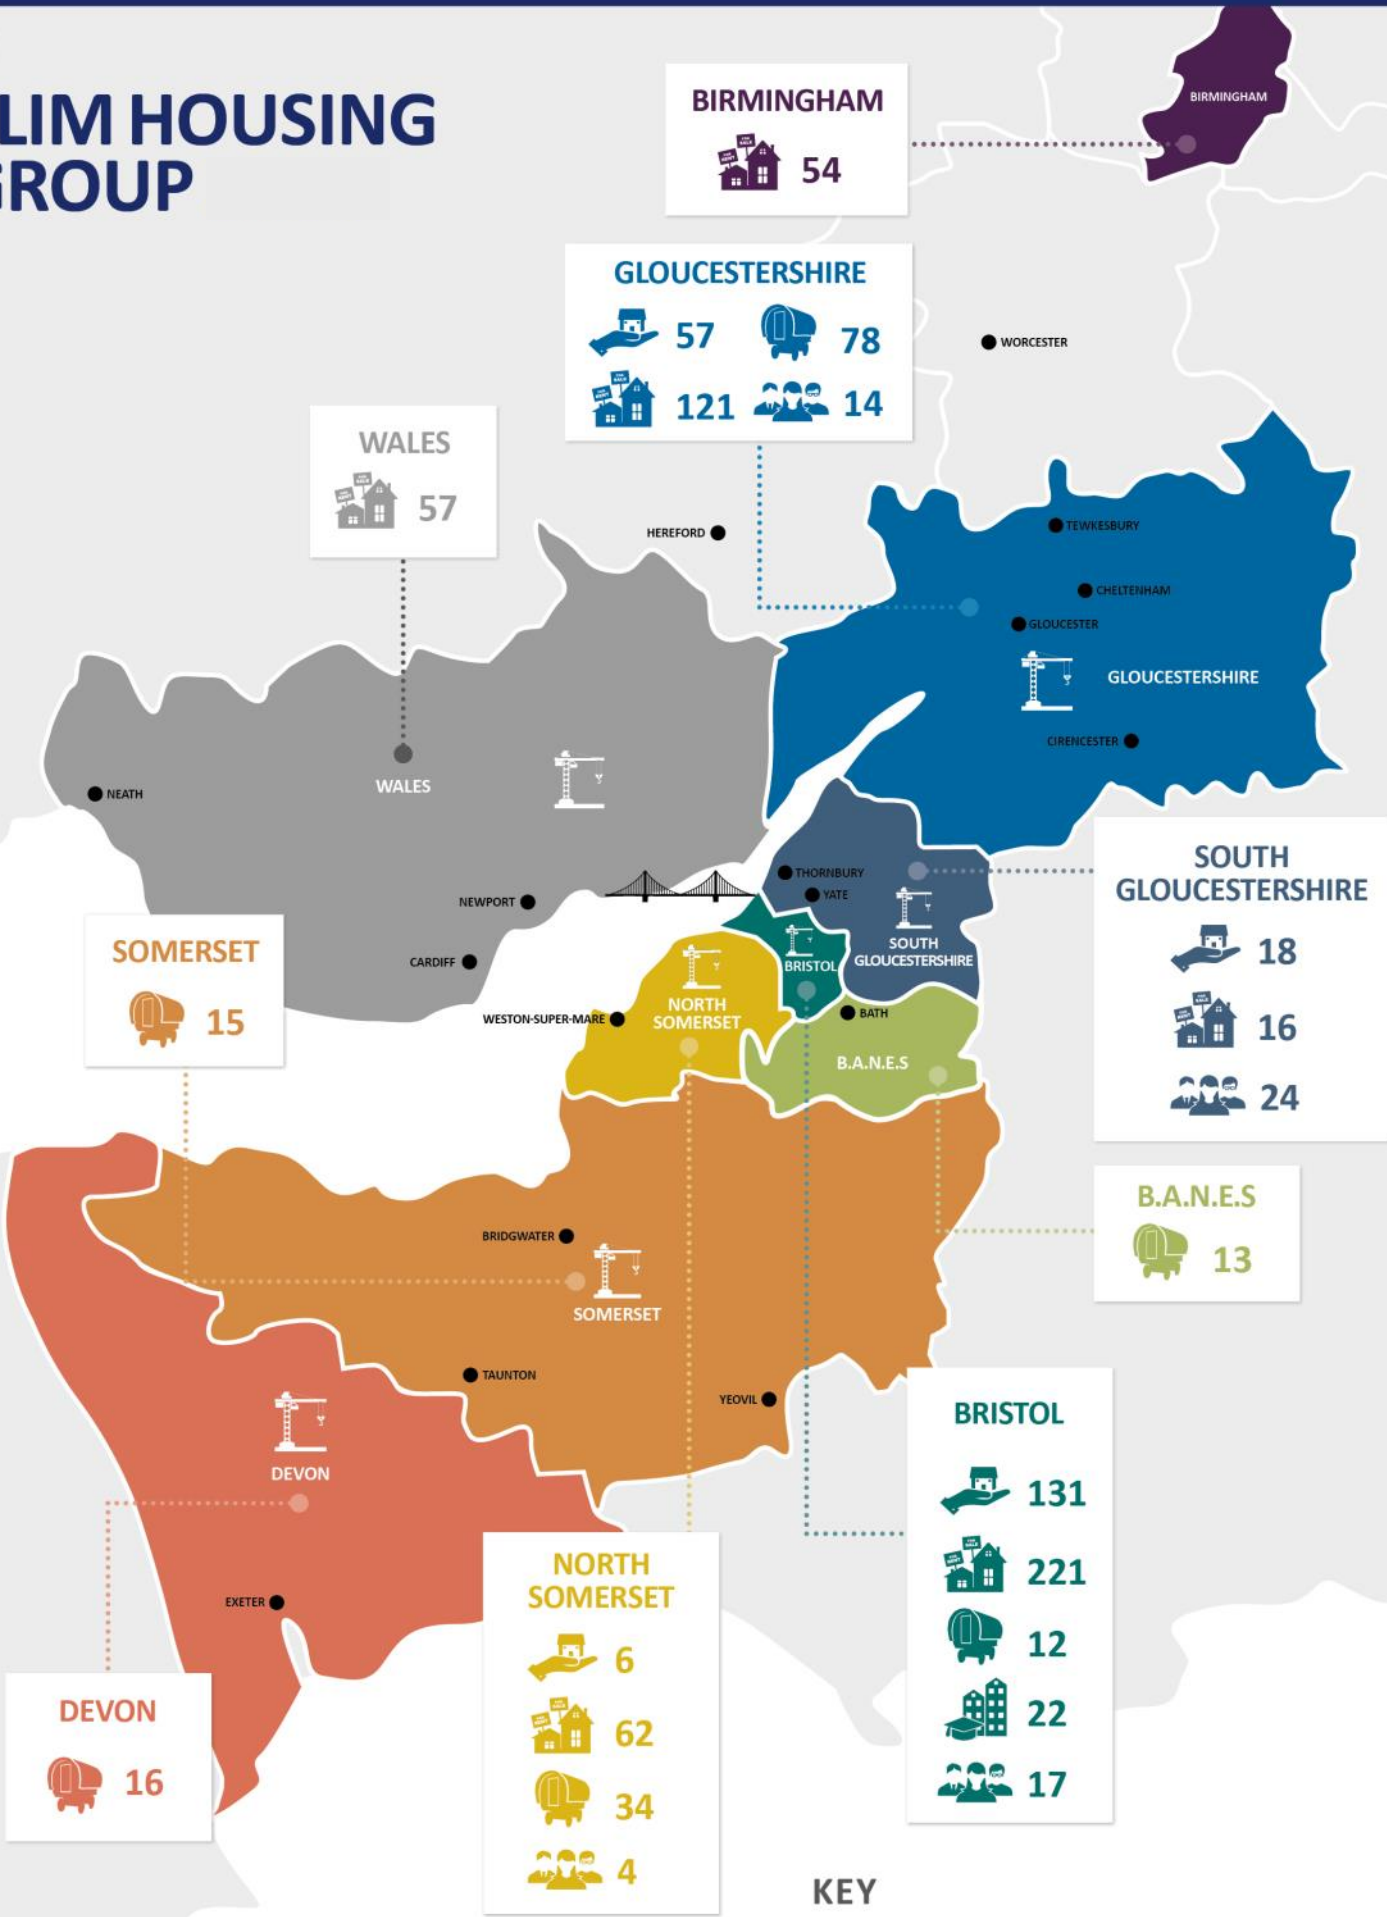 LIM HOUSING
GROUP
BIRMINGHAM
54
BIRMINGHAM
GLOUCESTERSHIRE
57 78
121 14
WORCESTER
WALES
57
HEREFORD
TEWKESBURY
CHELTENHAM
GLOUCESTER
GLOUCESTERSHIRE
CIRENCESTER
WALES
NEATH
SOUTH
GLOUCESTERSHIRE
18
16
24
THORNBURY
YATE
NEWPORT
CARDIFF
SOUTH
GLOUCESTERSHIRE
BRISTOL
SOMERSET
15
NORTH
SOMERSET
WESTON-SUPER-MARE
BATH
B.A.N.E.S
B.A.N.E.S
13
BRIDGWATER
SOMERSET
TAUNTON
YEOVIL
BRISTOL
131
221
12
22
17
DEVON
EXETER
NORTH
SOMERSET
6
62
34
4
DEVON
16
KEY